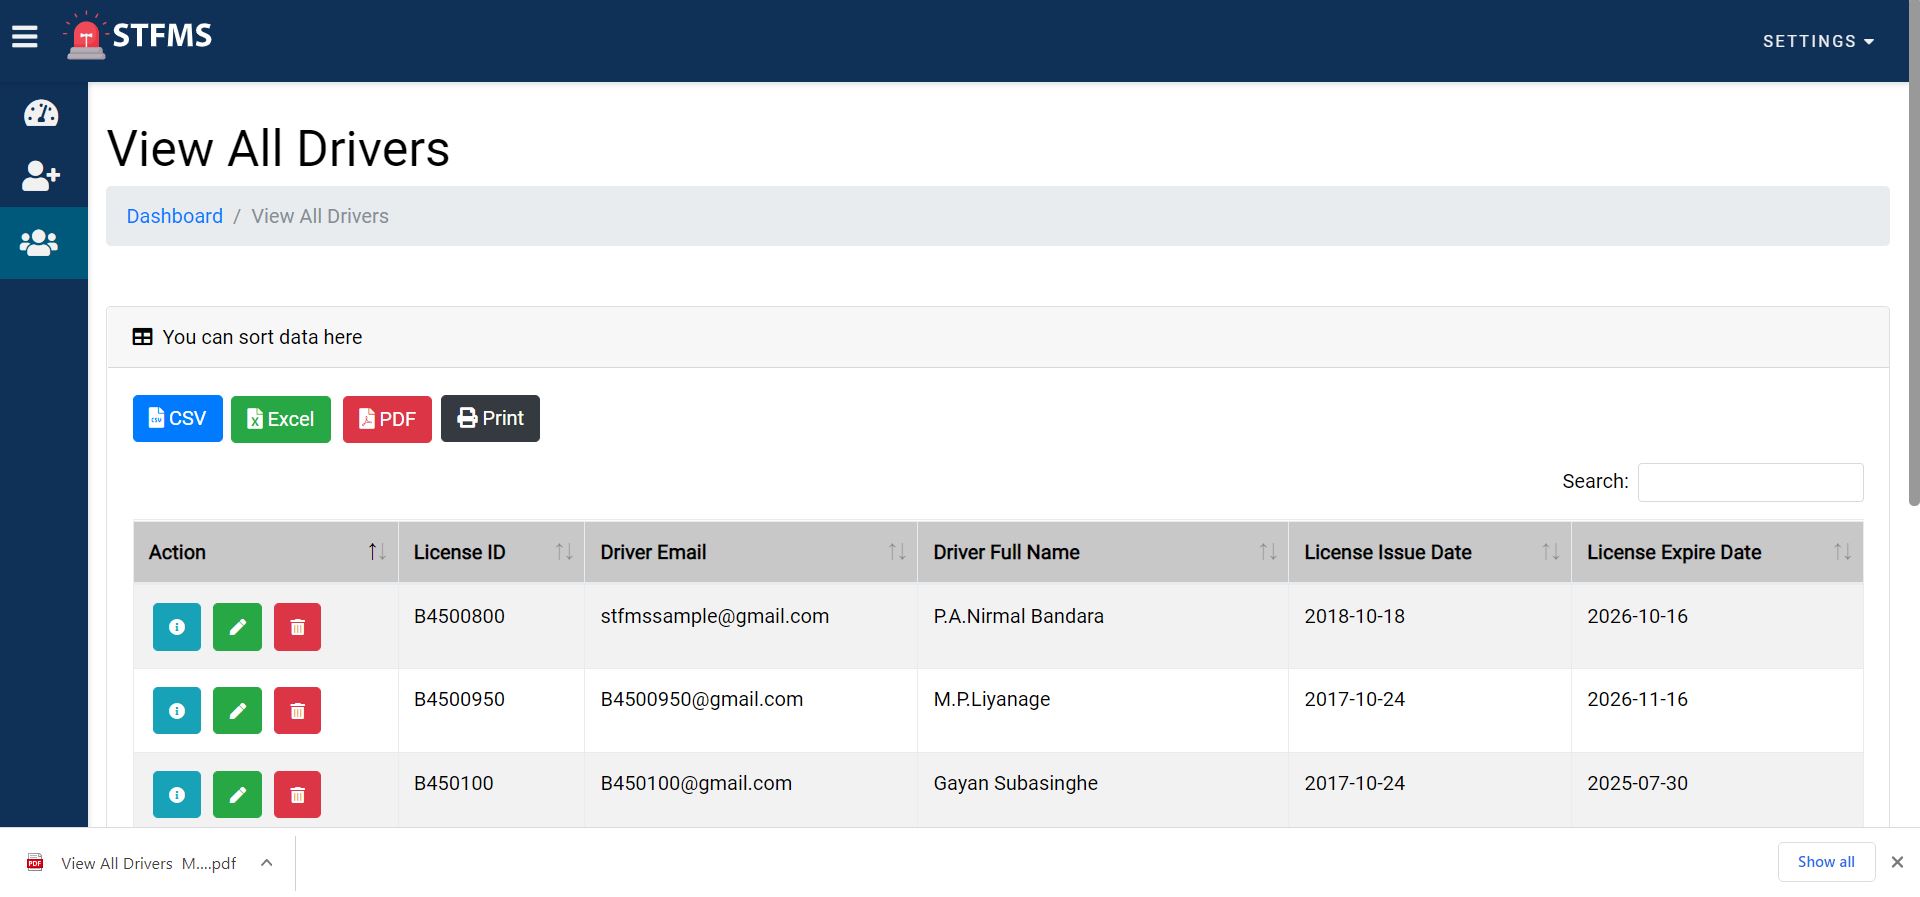 STFMS
SETTINGS
View All Drivers
Dashboard / View All Drivers
You can sort data here
CSV Excel PDF Print
Search:
Action License ID Driver Email Driver Full Name License Issue Date License Expire Date
B4500800 stfmssample@gmail.com P.A.Nirmal Bandara 2018-10-18 2026-10-16
B4500950 B4500950@gmail.com M.P.Liyanage 2017-10-24 2026-11-16
B450100 B450100@gmail.com Gayan Subasinghe 2017-10-24 2025-07-30
View All Drivers M....pdf
Show all